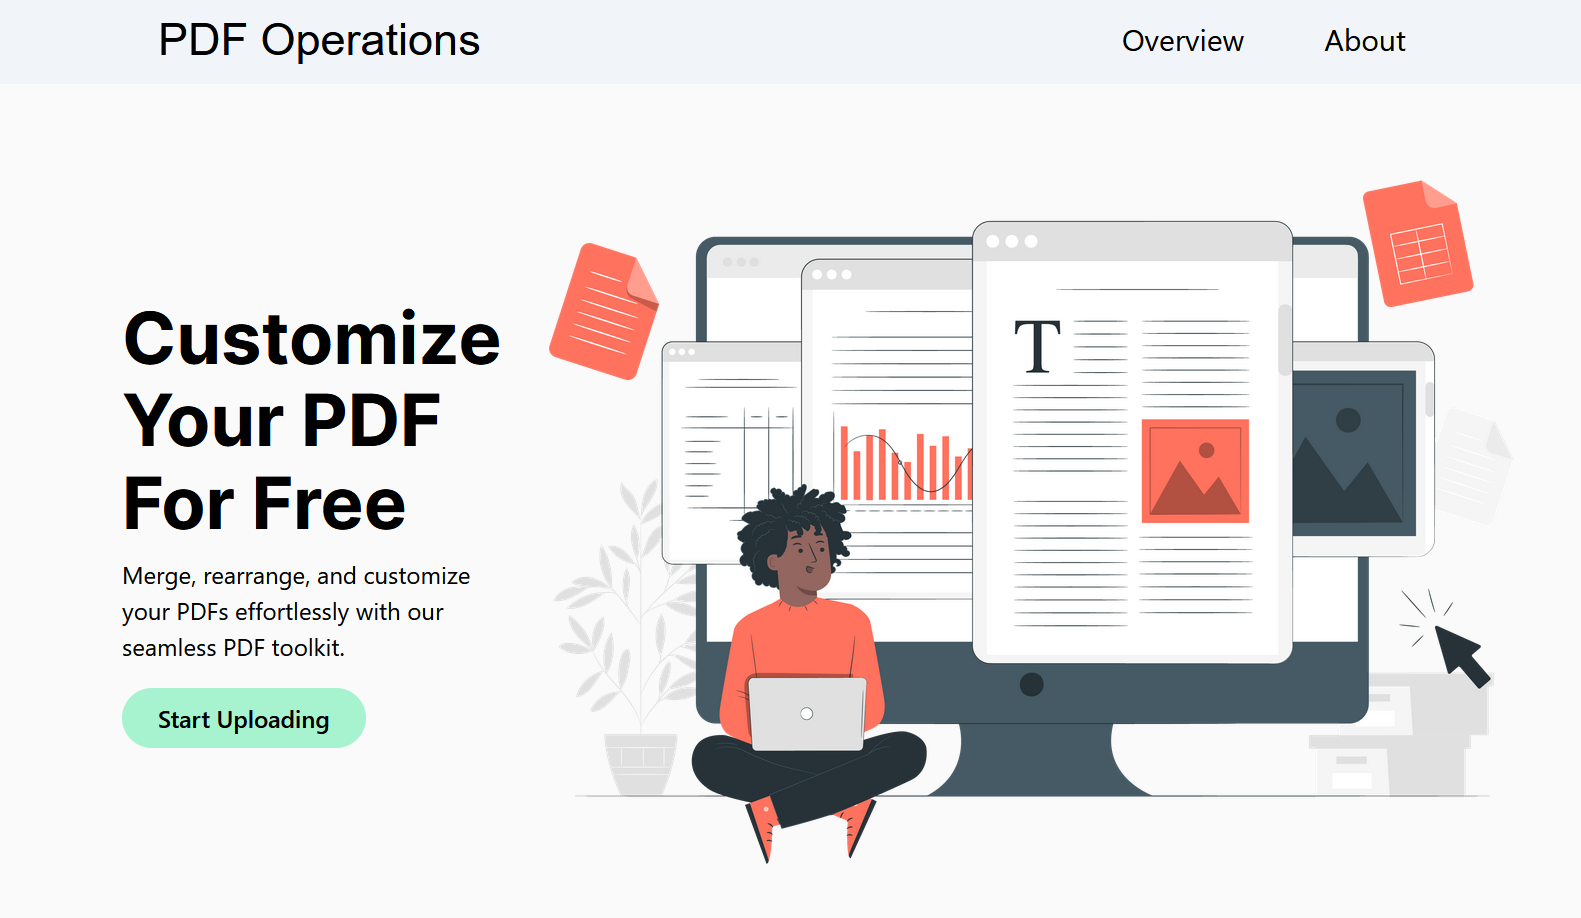 PDF Operations
Overview
About
Customize
Your PDF
For Free
Merge, rearrange, and customize
your PDFs effortlessly with our
seamless PDF toolkit.
Start Uploading
T